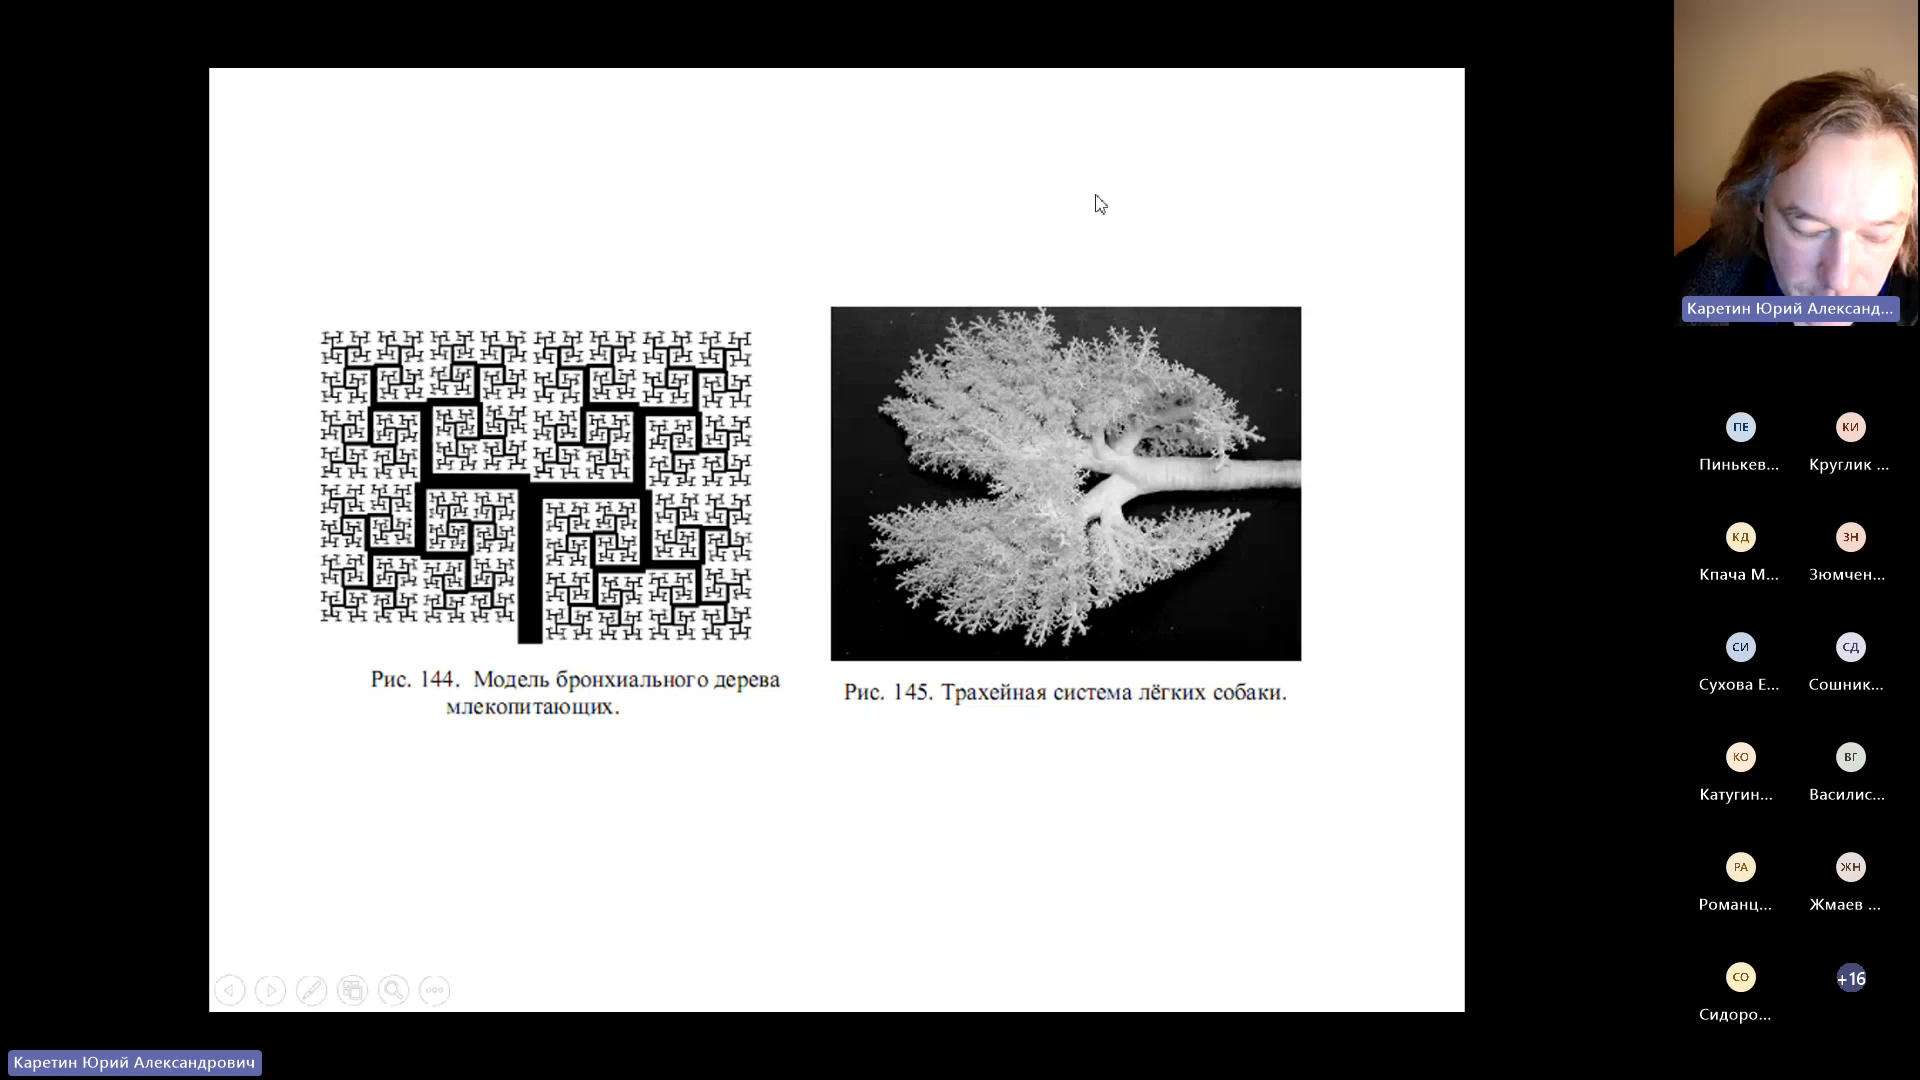 Рис. 144. Модель бронхиального дерева
млекопитающих.
Рис. 145. Трахейная система лёгких собаки.
Каретин Юрий Александ...
ПЕ
КИ
Пинькев...
Круглик ...
КД
ЗН
Кпача М...
Зюмчен...
СИ
СД
Сухова Е...
Сошник...
КО
ВГ
Катугин...
Василис...
РА
ЖН
Романц...
Жмаев ...
СО
+16
Сидоро...
Каретин Юрий Александрович